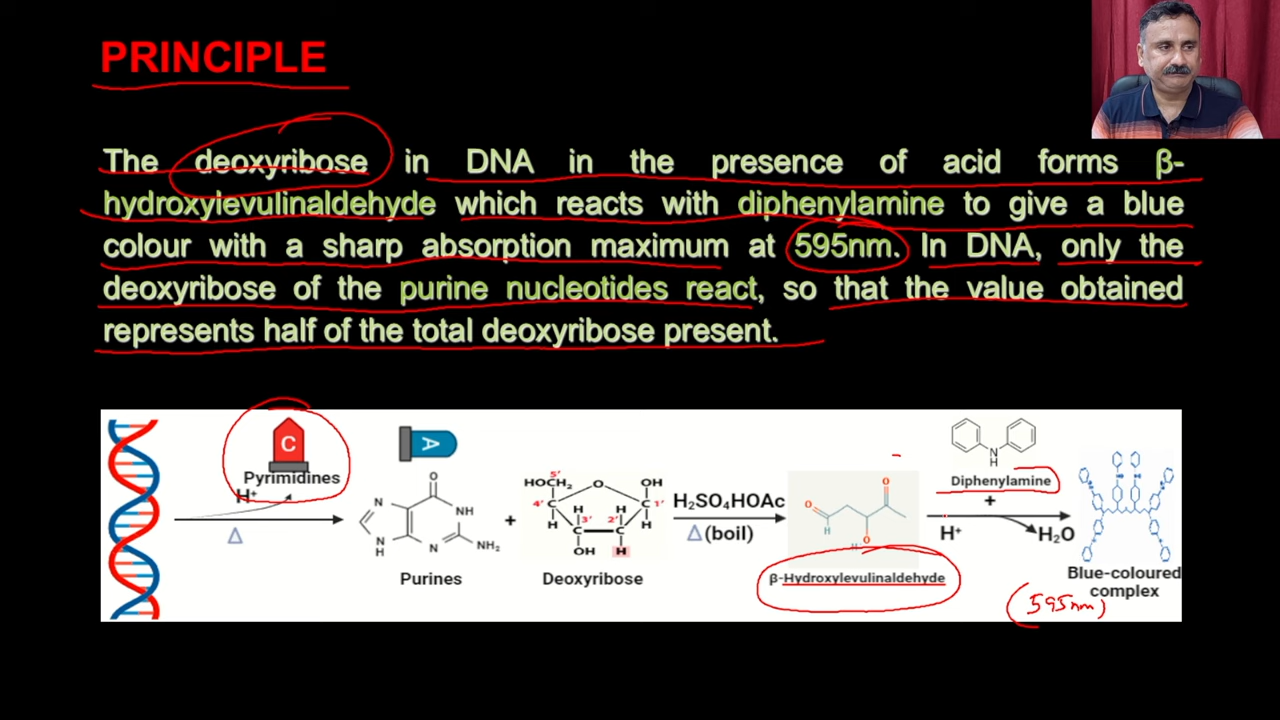 PRINCIPLE
The deoxyribose in DNA in the presence of acid forms β-
hydroxylevulinaldehyde which reacts with diphenylamine to give a blue
colour with a sharp absorption maximum at 595nm. In DNA, only the
deoxyribose of the purine nucleotides react, so that the value obtained
represents half of the total deoxyribose present.
C
Pyrimidines
H⁺
Δ
A
O
N
NH
N
H
N
NH₂
Purines
+
5'
HOCH₂
O
OH
4'
C
C
1'
H
H
H
H
3'
2'
C
C
OH
H
Deoxyribose
H₂SO₄HOAc
Δ(boil)
O
O
H
O
β-Hydroxylevulinaldehyde
N
H
Diphenylamine
+
H⁺
H₂O
Blue-coloured
complex
(595nm)